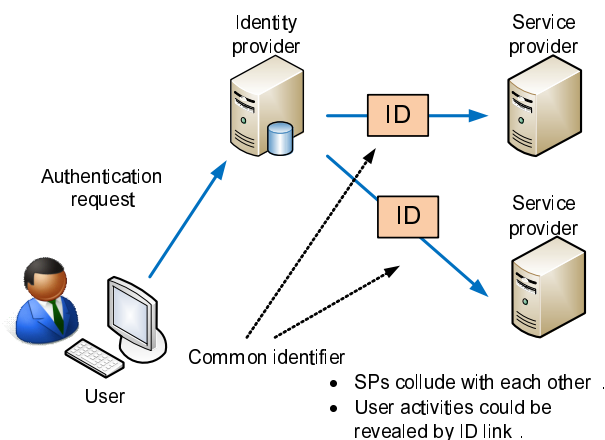 Identity
provider
Service
provider
ID
Authentication
request
ID
Service
provider
Common identifier
User
• SPs collude with each other .
• User activities could be
revealed by ID link .